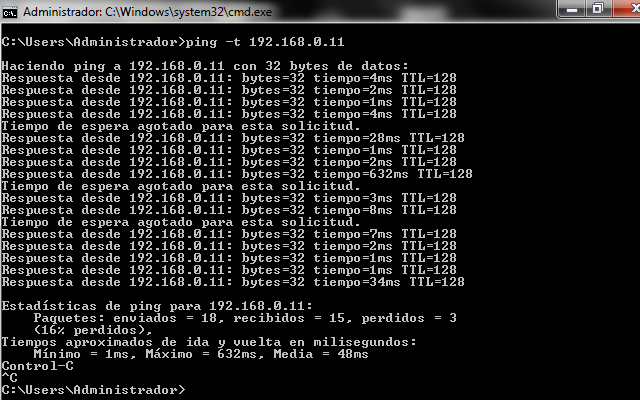 Administrador: C:\Windows\system32\cmd.exe
C:\Users\Administrador>ping -t 192.168.0.11
Haciendo ping a 192.168.0.11 con 32 bytes de datos:
Respuesta desde 192.168.0.11: bytes=32 tiempo=4ms TTL=128
Respuesta desde 192.168.0.11: bytes=32 tiempo=2ms TTL=128
Respuesta desde 192.168.0.11: bytes=32 tiempo=1ms TTL=128
Respuesta desde 192.168.0.11: bytes=32 tiempo=4ms TTL=128
Tiempo de espera agotado para esta solicitud.
Respuesta desde 192.168.0.11: bytes=32 tiempo=28ms TTL=128
Respuesta desde 192.168.0.11: bytes=32 tiempo=1ms TTL=128
Respuesta desde 192.168.0.11: bytes=32 tiempo=2ms TTL=128
Respuesta desde 192.168.0.11: bytes=32 tiempo=632ms TTL=128
Tiempo de espera agotado para esta solicitud.
Respuesta desde 192.168.0.11: bytes=32 tiempo=3ms TTL=128
Respuesta desde 192.168.0.11: bytes=32 tiempo=8ms TTL=128
Tiempo de espera agotado para esta solicitud.
Respuesta desde 192.168.0.11: bytes=32 tiempo=7ms TTL=128
Respuesta desde 192.168.0.11: bytes=32 tiempo=2ms TTL=128
Respuesta desde 192.168.0.11: bytes=32 tiempo=1ms TTL=128
Respuesta desde 192.168.0.11: bytes=32 tiempo=1ms TTL=128
Respuesta desde 192.168.0.11: bytes=32 tiempo=34ms TTL=128
Estadísticas de ping para 192.168.0.11:
Paquetes: enviados = 18, recibidos = 15, perdidos = 3
(16% perdidos),
Tiempos aproximados de ida y vuelta en milisegundos:
Mínimo = 1ms, Máximo = 632ms, Media = 48ms
Control-C
^C
C:\Users\Administrador>